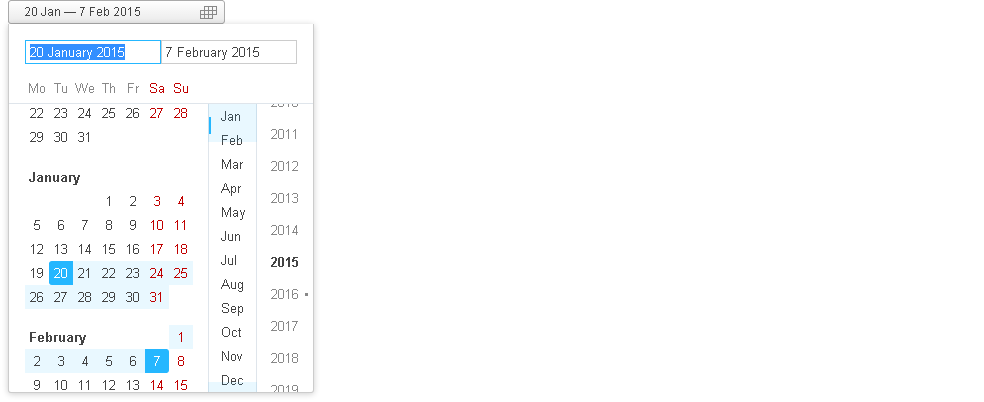 20 Jan — 7 Feb 2015
20 January 2015 7 February 2015
Mo Tu We Th Fr Sa Su
22 23 24 25 26 27 28
29 30 31
January
1 2 3 4
5 6 7 8 9 10 11
12 13 14 15 16 17 18
19 20 21 22 23 24 25
26 27 28 29 30 31
February 1
2 3 4 5 6 7 8
9 10 11 12 13 14 15
Jan
Feb
Mar
Apr
May
Jun
Jul
Aug
Sep
Oct
Nov
Dec
2010
2011
2012
2013
2014
2015
2016
2017
2018
2019